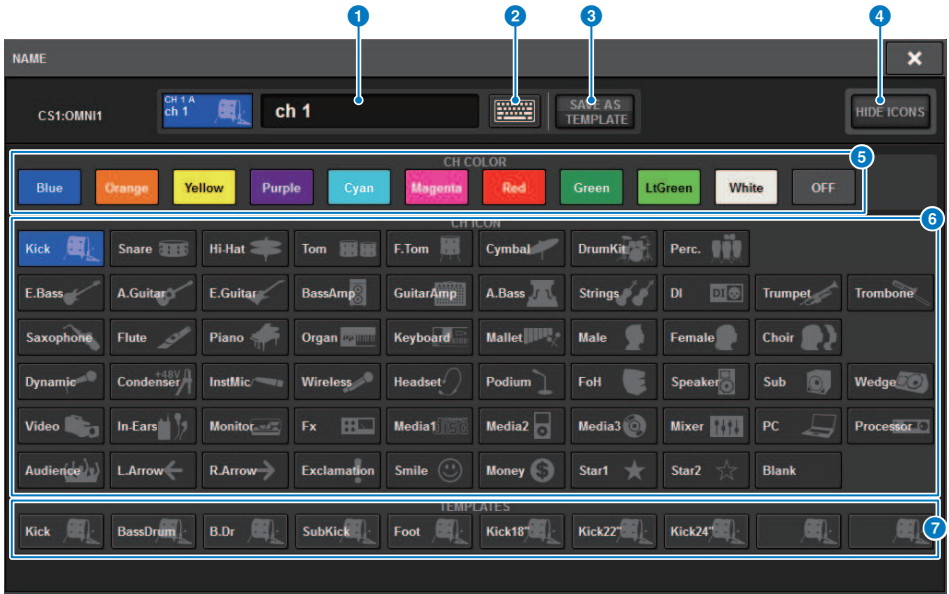 1 2 3 4
NAME
CS1:OMNI1
CH 1 A
ch 1
ch 1
SAVE AS
TEMPLATE
HIDE ICONS
CH COLOR
5
Blue Orange Yellow Purple Cyan Magenta Red Green LtGreen White OFF
CH ICON
6
Kick Snare Hi-Hat Tom F.Tom Cymbal DrumKit Perc.
E.Bass A.Guitar E.Guitar BassAmp GuitarAmp A.Bass Strings DI DI Trumpet Trombone
Saxophone Flute Piano Organ Keyboard Mallet Male Female Choir
Dynamic Condenser +48V InstMic Wireless Headset Podium FoH Speaker Sub Wedge
Video In-Ears Monitor Fx Media1 Media2 Media3 Mixer PC Processor
Audience L.Arrow R.Arrow Exclamation Smile Money $ Star1 Star2 Blank
TEMPLATES
Kick BassDrum B.Dr SubKick Foot Kick18" Kick22" Kick24"
7